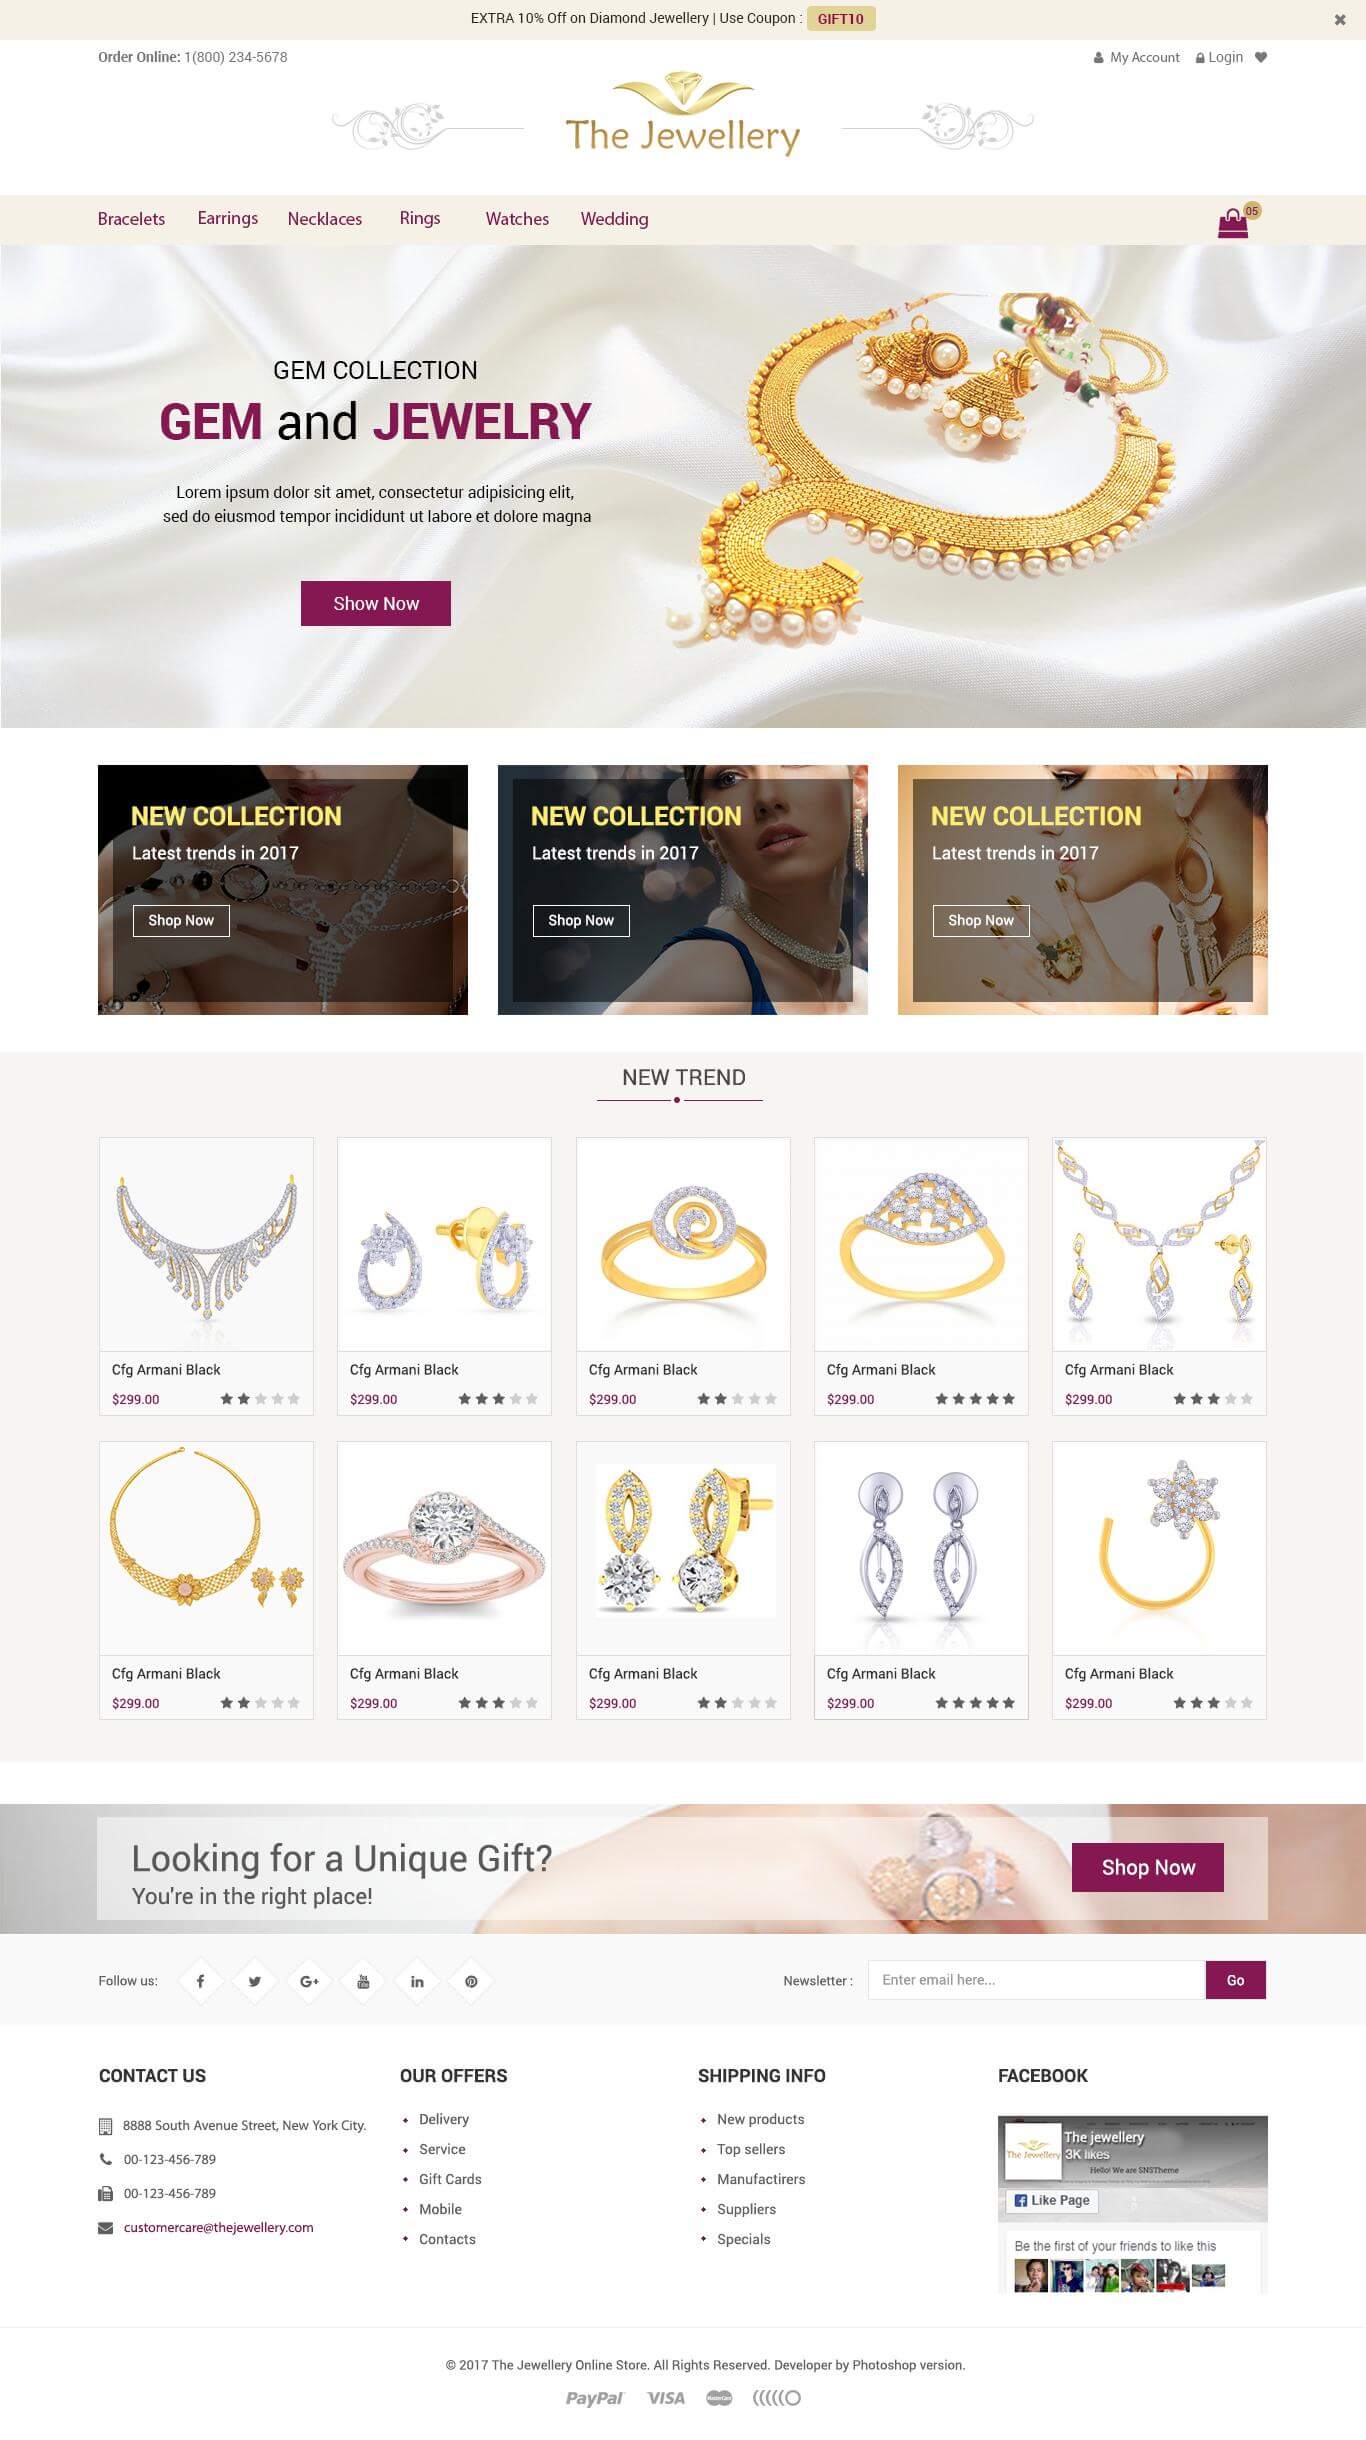 EXTRA 10% Off on Diamond Jewellery | Use Coupon : GIFT10
Order Online: 1(800) 234-5678
My Account
Login
The Jewellery
Bracelets
Earrings
Necklaces
Rings
Watches
Wedding
05
GEM COLLECTION
GEM and JEWELRY
Lorem ipsum dolor sit amet, consectetur adipisicing elit,
sed do eiusmod tempor incididunt ut labore et dolore magna
Show Now
NEW COLLECTION
Latest trends in 2017
Shop Now
NEW COLLECTION
Latest trends in 2017
Shop Now
NEW COLLECTION
Latest trends in 2017
Shop Now
NEW TREND
Cfg Armani Black
$299.00
Cfg Armani Black
$299.00
Cfg Armani Black
$299.00
Cfg Armani Black
$299.00
Cfg Armani Black
$299.00
Cfg Armani Black
$299.00
Cfg Armani Black
$299.00
Cfg Armani Black
$299.00
Cfg Armani Black
$299.00
Cfg Armani Black
$299.00
Looking for a Unique Gift?
You're in the right place!
Shop Now
Follow us:
Newsletter :
Enter email here...
Go
CONTACT US
8888 South Avenue Street, New York City.
00-123-456-789
00-123-456-789
customercare@thejewellery.com
OUR OFFERS
Delivery
Service
Gift Cards
Mobile
Contacts
SHIPPING INFO
New products
Top sellers
Manufactirers
Suppliers
Specials
FACEBOOK
The Jewellery
The jewellery
3K likes
Hello! We are SNSTheme
Like Page
Be the first of your friends to like this
© 2017 The Jewellery Online Store. All Rights Reserved. Developer by Photoshop version.
PayPal
VISA
MasterCard